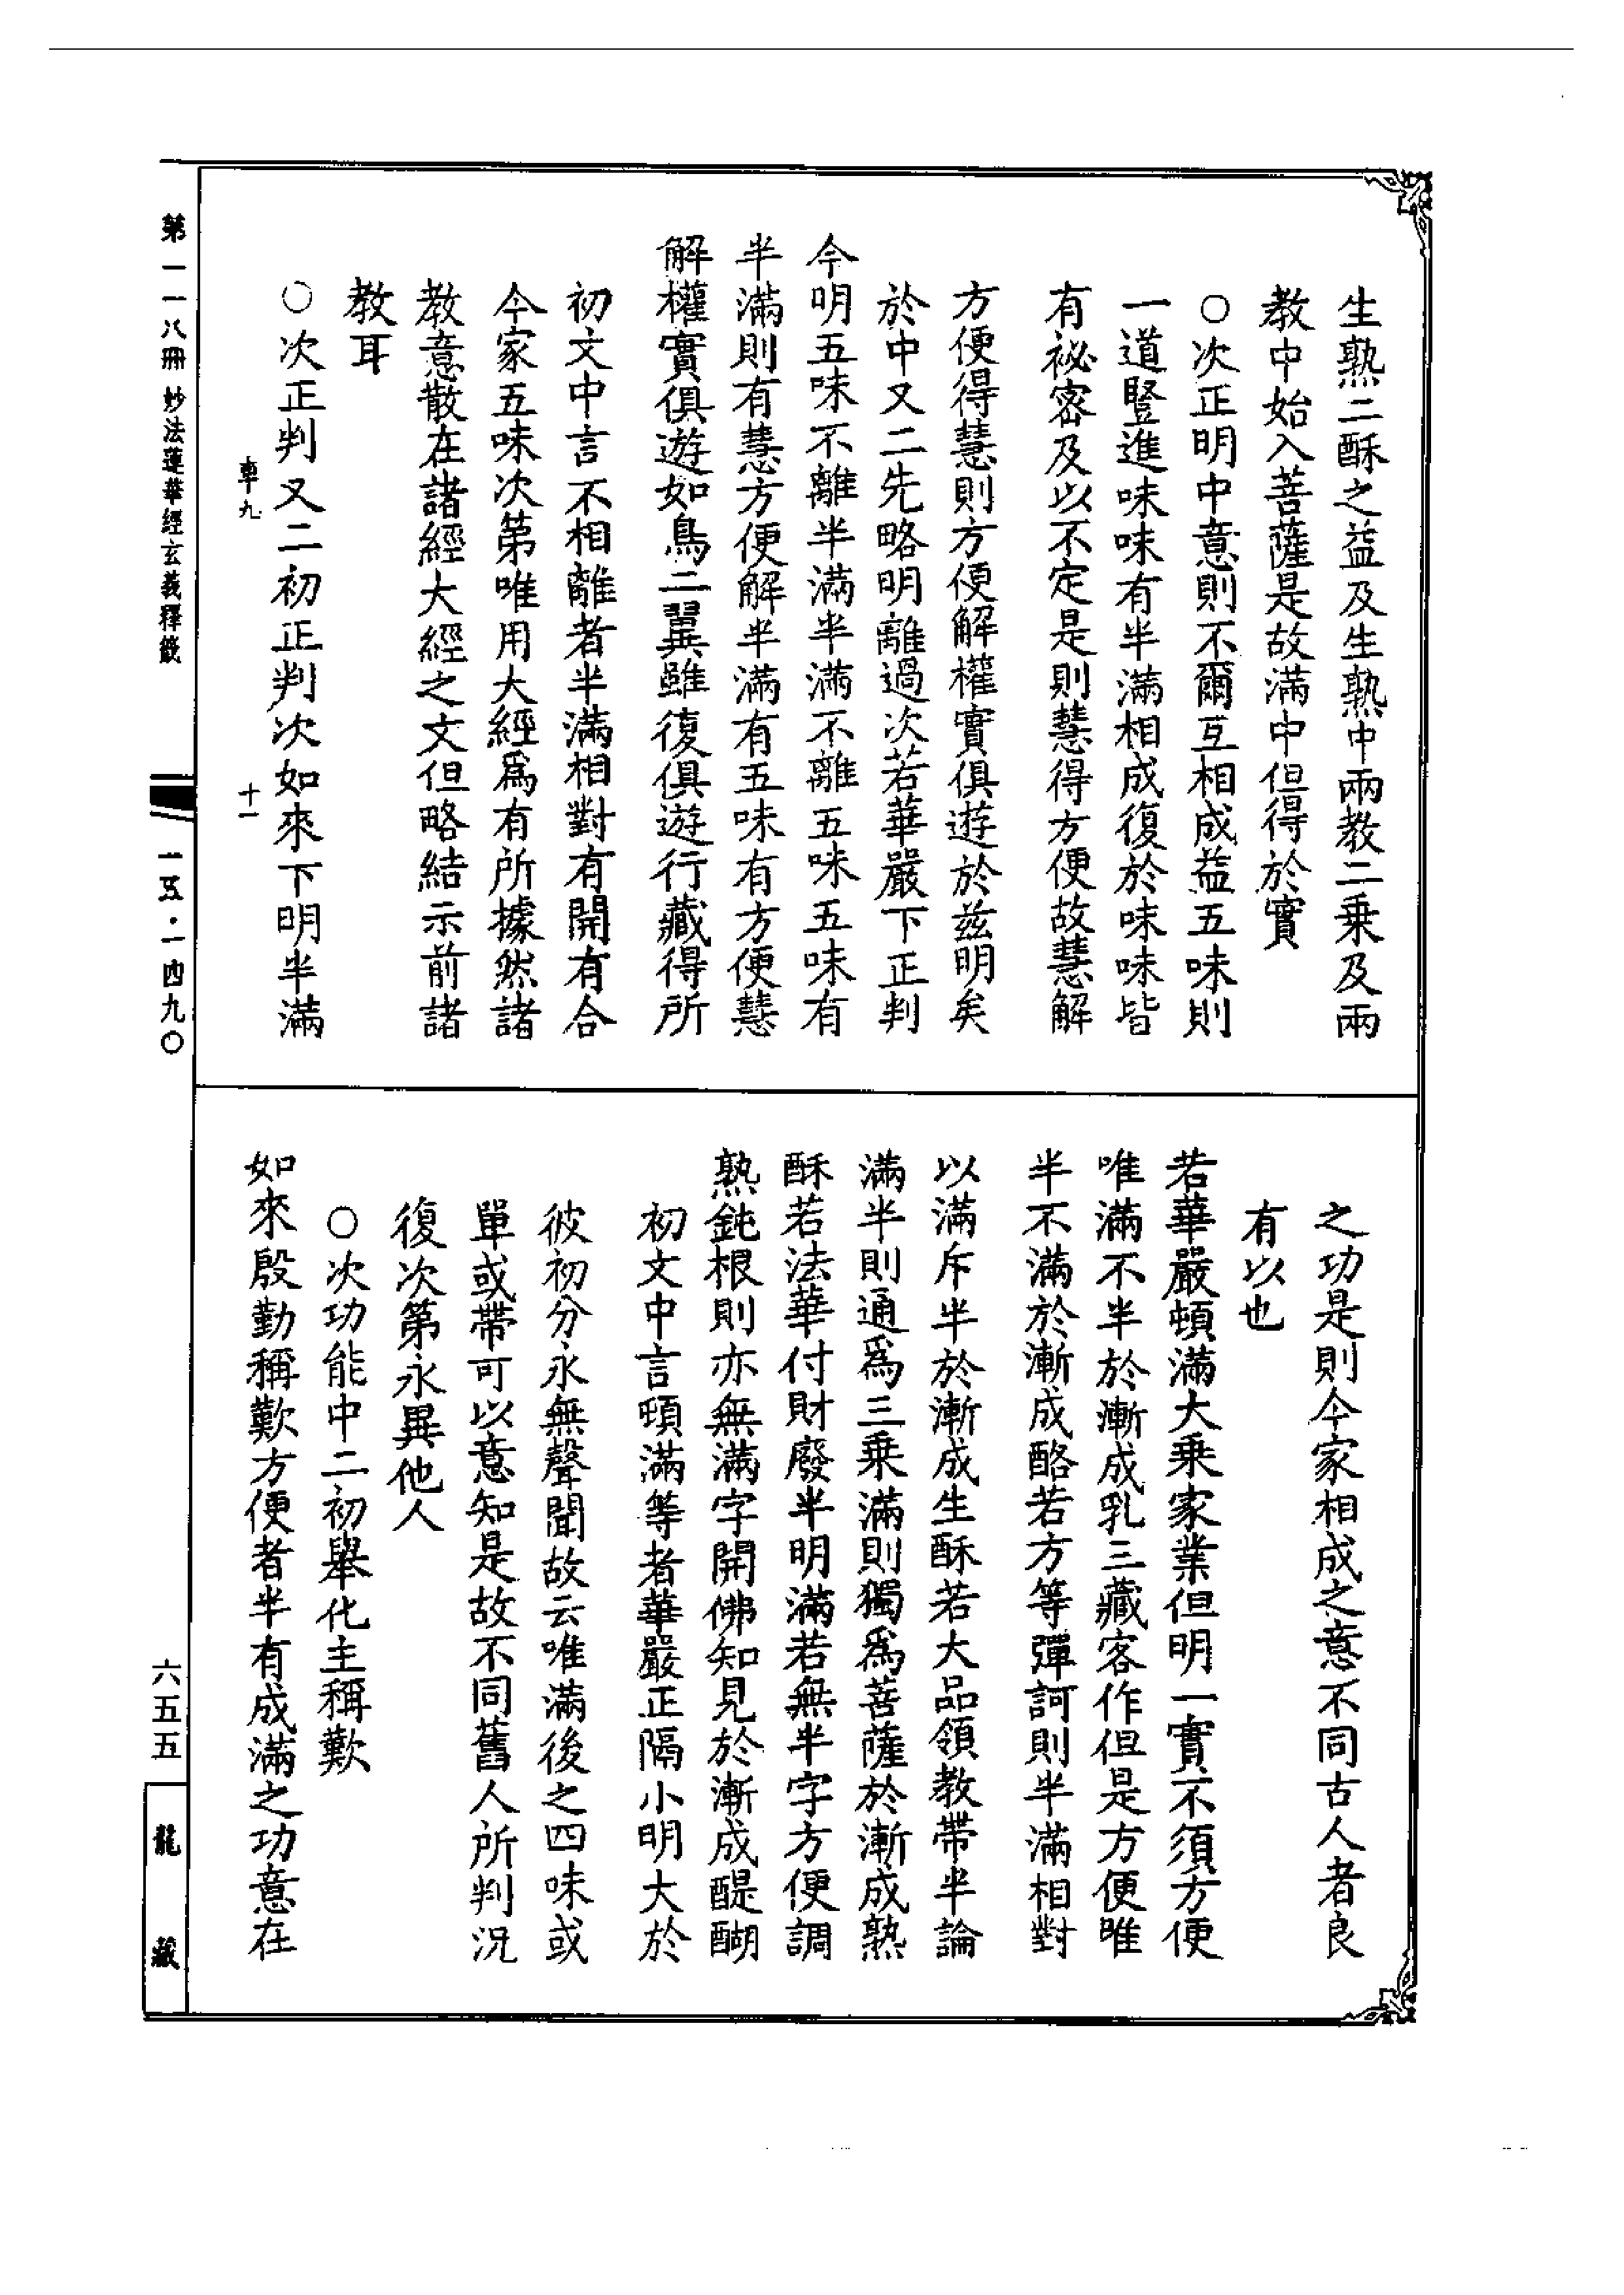 生熟二酥之益及生熟中兩教二乘及兩
教中始入菩薩是故滿中但得於實
○次正明中意則不爾互相成益五味則
一道豎進味味有半滿相成復於味味皆
有祕密及以不定是則慧得方便故慧解
方便得慧則方便解權實俱遊於茲明矣
於中又二先略明離過次若華嚴下正判
今明五味不離半滿半滿不離五味五味有
半滿則有慧方便解半滿有五味有方便慧
解權實俱遊如鳥二翼雖復俱遊行藏得所
初文中言不相離者半滿相對有開有合
今家五味次第唯用大經爲有所據然諸
教意散在諸經大經之文但略結示前諸
教耳
○次正判又二初正判次如來下明半滿
車九
十一
之功是則今家相成之意不同古人者良
有以也
若華嚴頓滿大乘家業但明一實不須方便
唯滿不半於漸成乳三藏客作但是方便唯
半不滿於漸成酪若方等彈訶則半滿相對
以滿斥半於漸成生酥若大品領教帶半論
滿半則通爲三乘滿則獨爲菩薩於漸成熟
酥若法華付財廢半明滿若無半字方便調
熟鈍根則亦無滿字開佛知見於漸成醍醐
初文中言頓滿等者華嚴正隔小明大於
彼初分永無聲聞故云唯滿後之四味或
單或帶可以意知是故不同舊人所判況
復次第永異他人
○次功能中二初舉化主稱歎
如來殷勤稱歎方便者半有成滿之功意在
第一一八冊 妙法蓮華經玄義釋籤
一五·一四九〇
六五五
龍藏